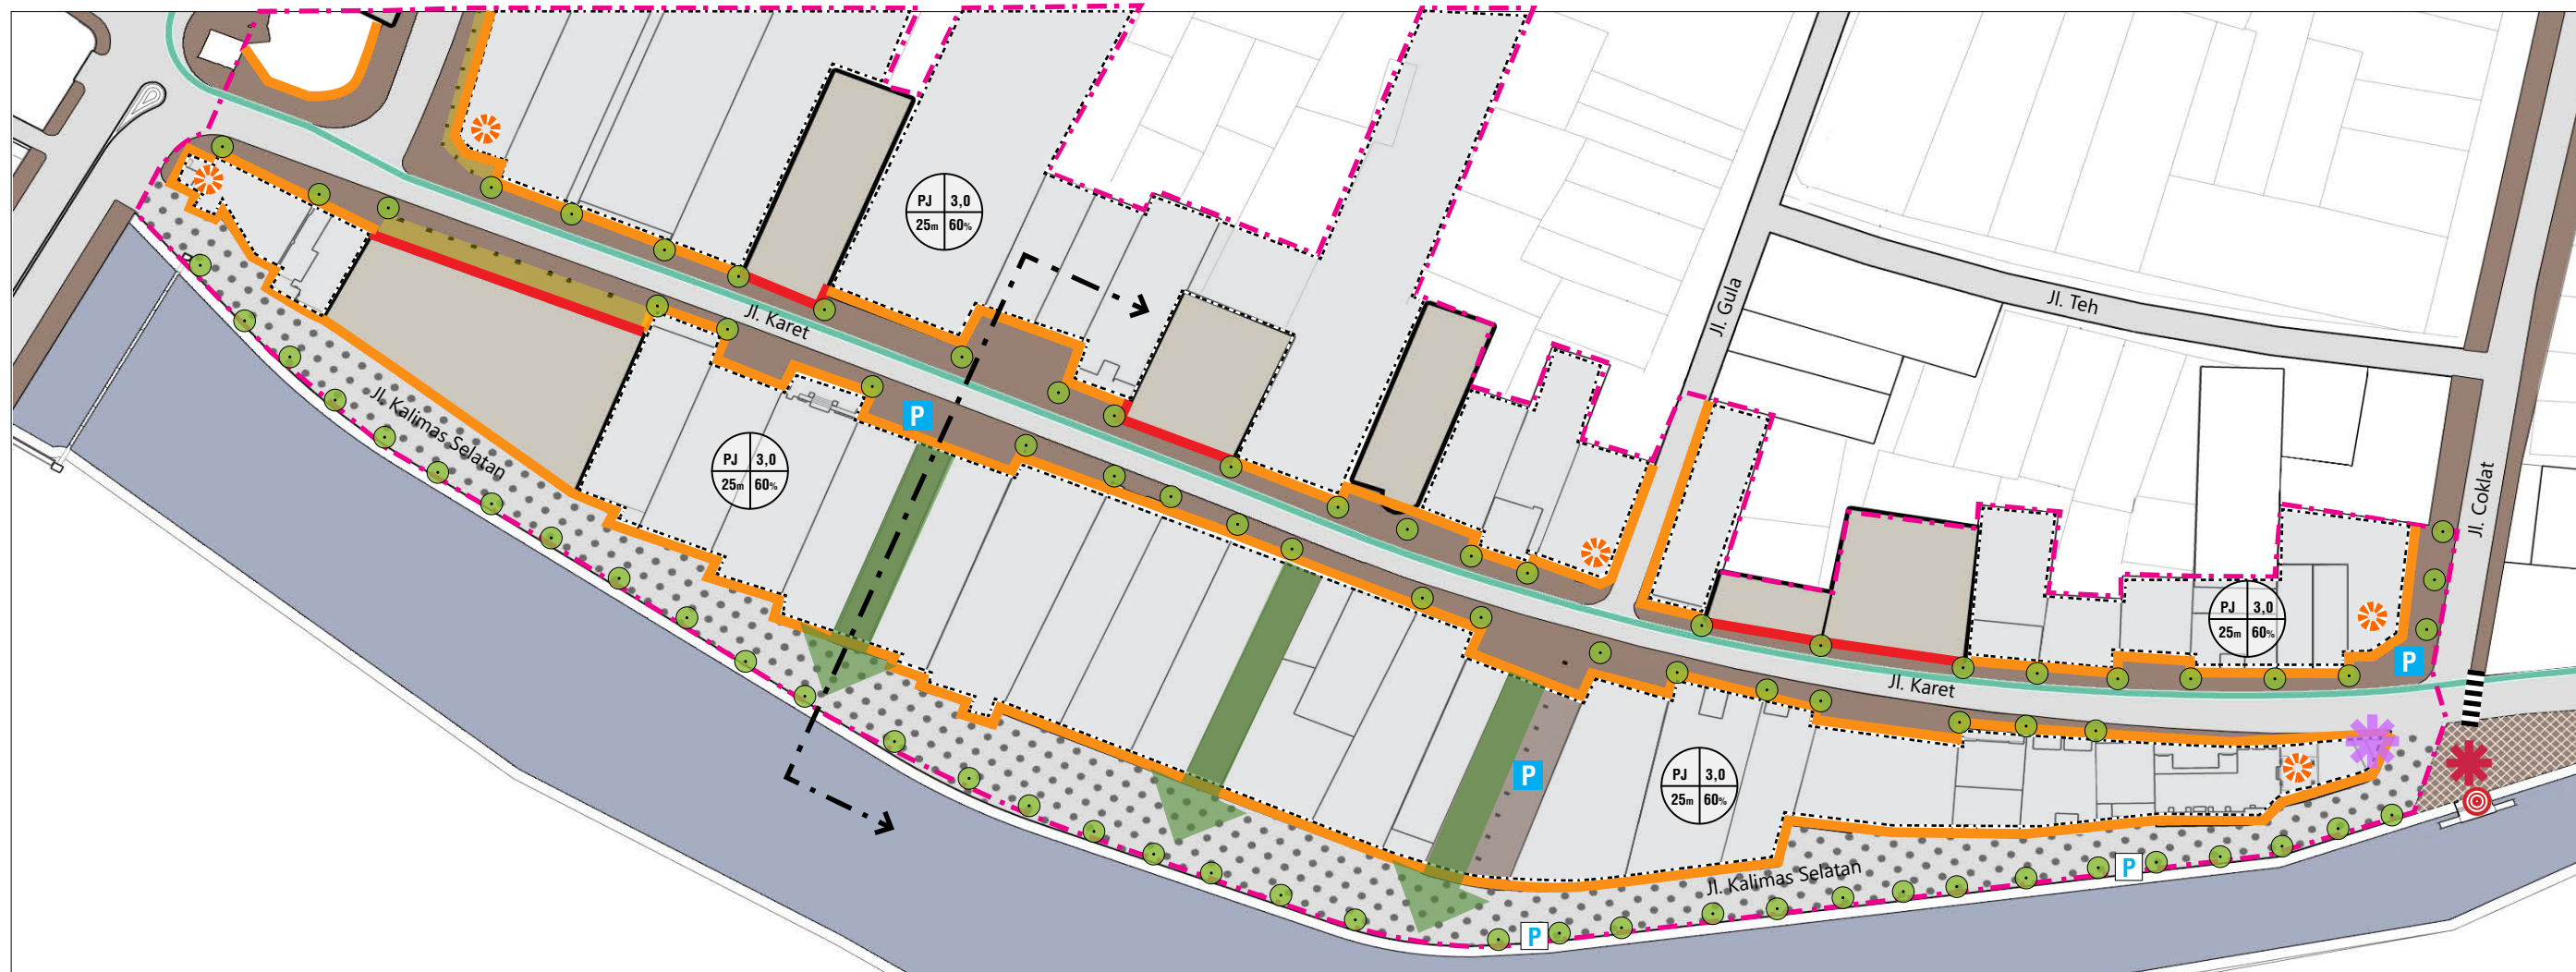 PJ 3,0
25m 60%
Jl. Karet
Jl. Gula
Jl. Teh
P
Jl. Kalimas Selatan
PJ 3,0
25m 60%
Jl. Coklat
PJ 3,0
25m 60%
P
Jl. Karet
P
PJ 3,0
25m 60%
Jl. Kalimas Selatan
P
P